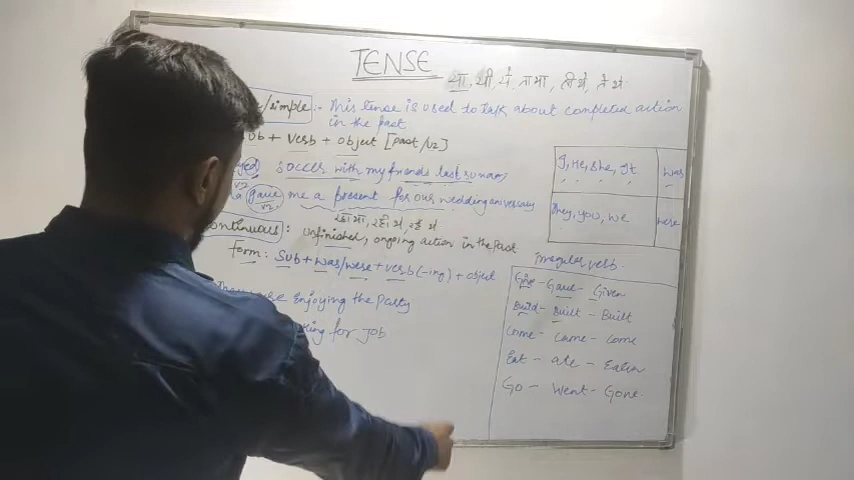 TENSE
था, थी, थे, ता था, ती थी, ते थे
/simple :- This tense is used to talk about completed action
in the past
Sub + verb + object [past/v2]
soccer with my friends last sunday
v2
gave me a present for our wedding anniversary
v2
रहा था, रही थी, रहे थे
continuous : unfinished, ongoing action in the past
form: Sub + was/were + verb(-ing) + object
enjoying the party
for job
I, He, She, It was
They, you, we were
irregular verb.
Give - Gave - Given
Build - Built - Built
Come - Came - Come
Eat - ate - Eaten
Go - Went - Gone